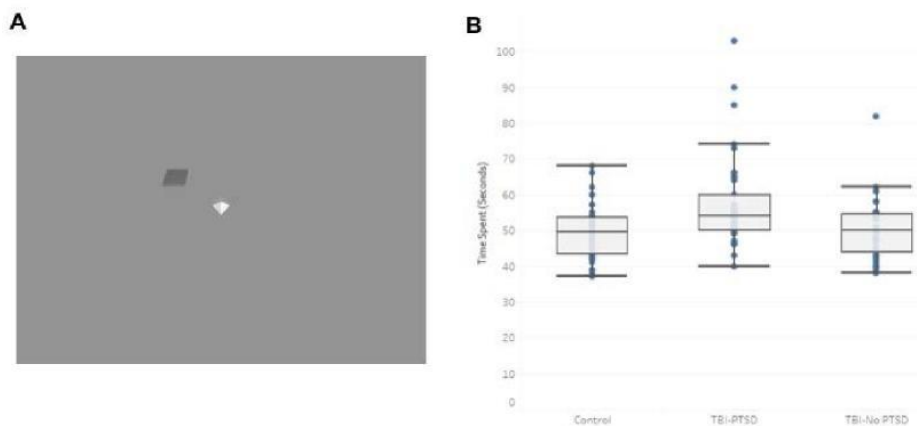 A
B
Time Spent (Seconds)
100
90
80
70
60
50
40
30
20
10
0
Control
TBI-PTSD
TBI-No PTSD